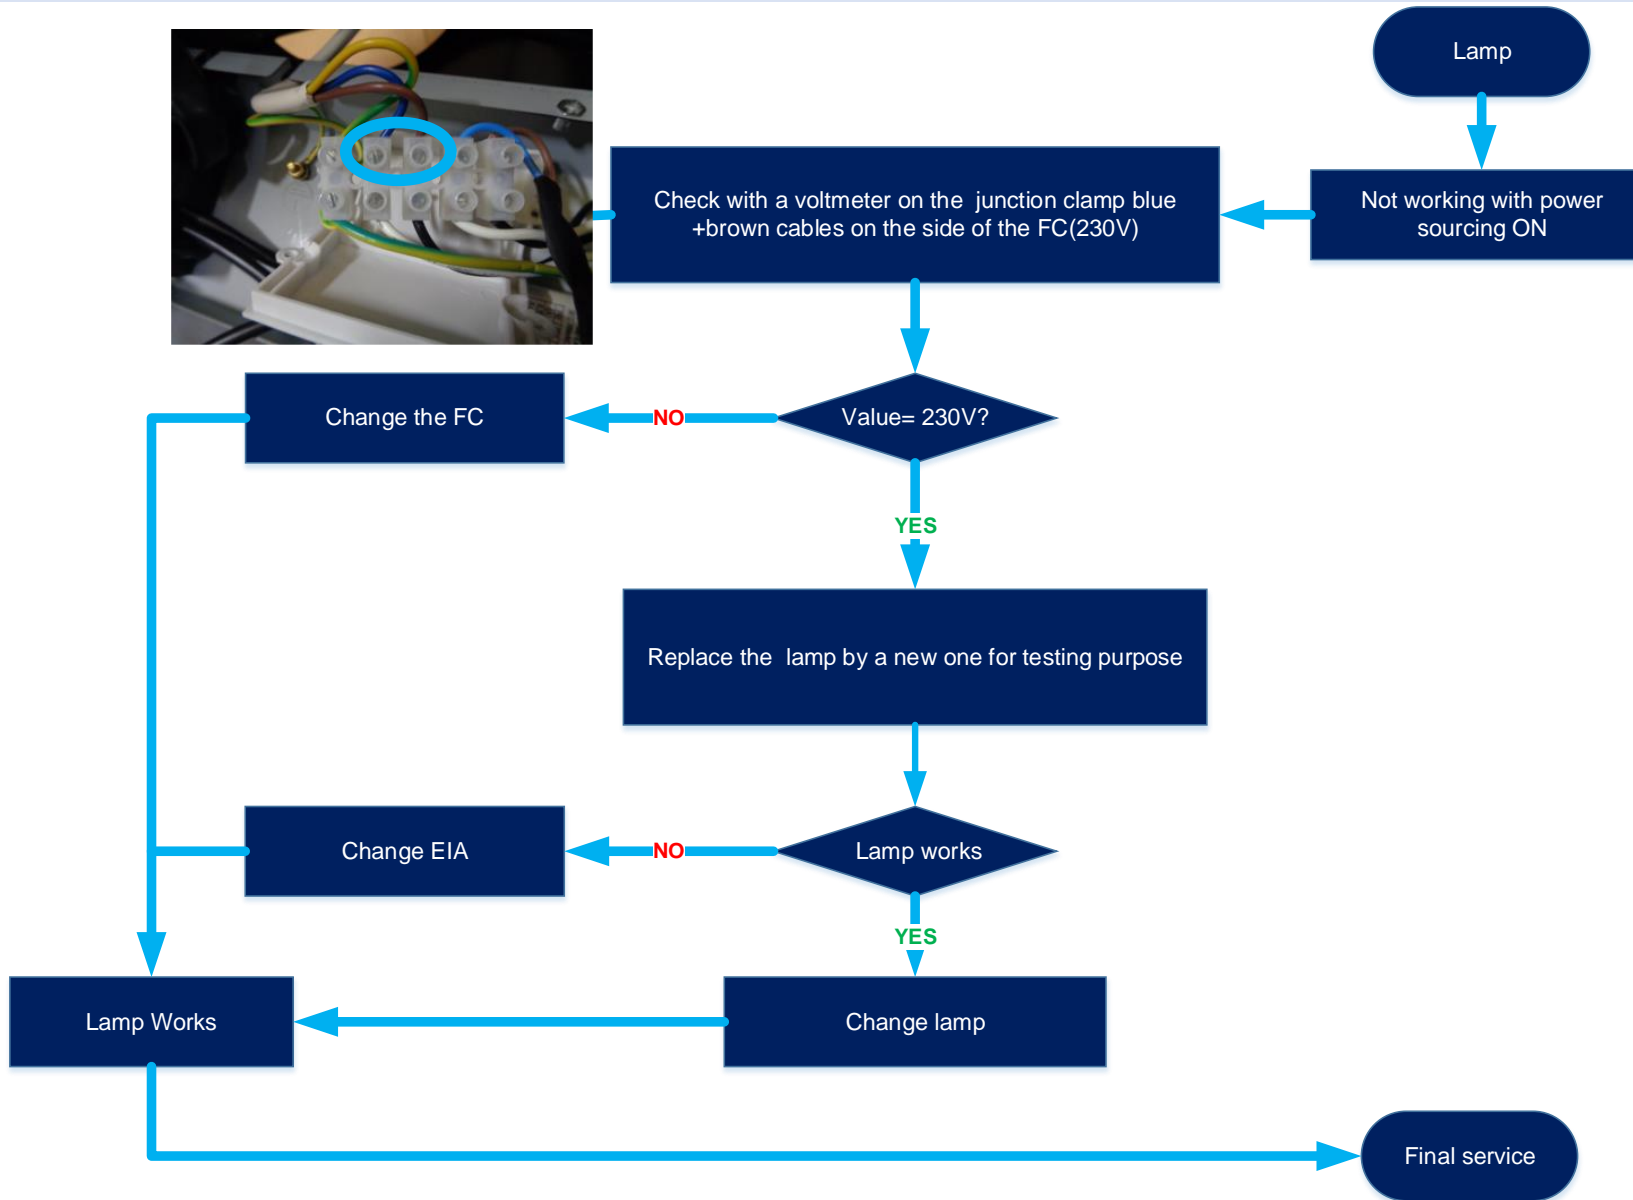 Lamp
Not working with power
sourcing ON
Check with a voltmeter on the junction clamp blue
+brown cables on the side of the FC(230V)
Value= 230V?
NO
Change the FC
YES
Replace the lamp by a new one for testing purpose
Lamp works
NO
Change EIA
YES
Change lamp
Lamp Works
Final service